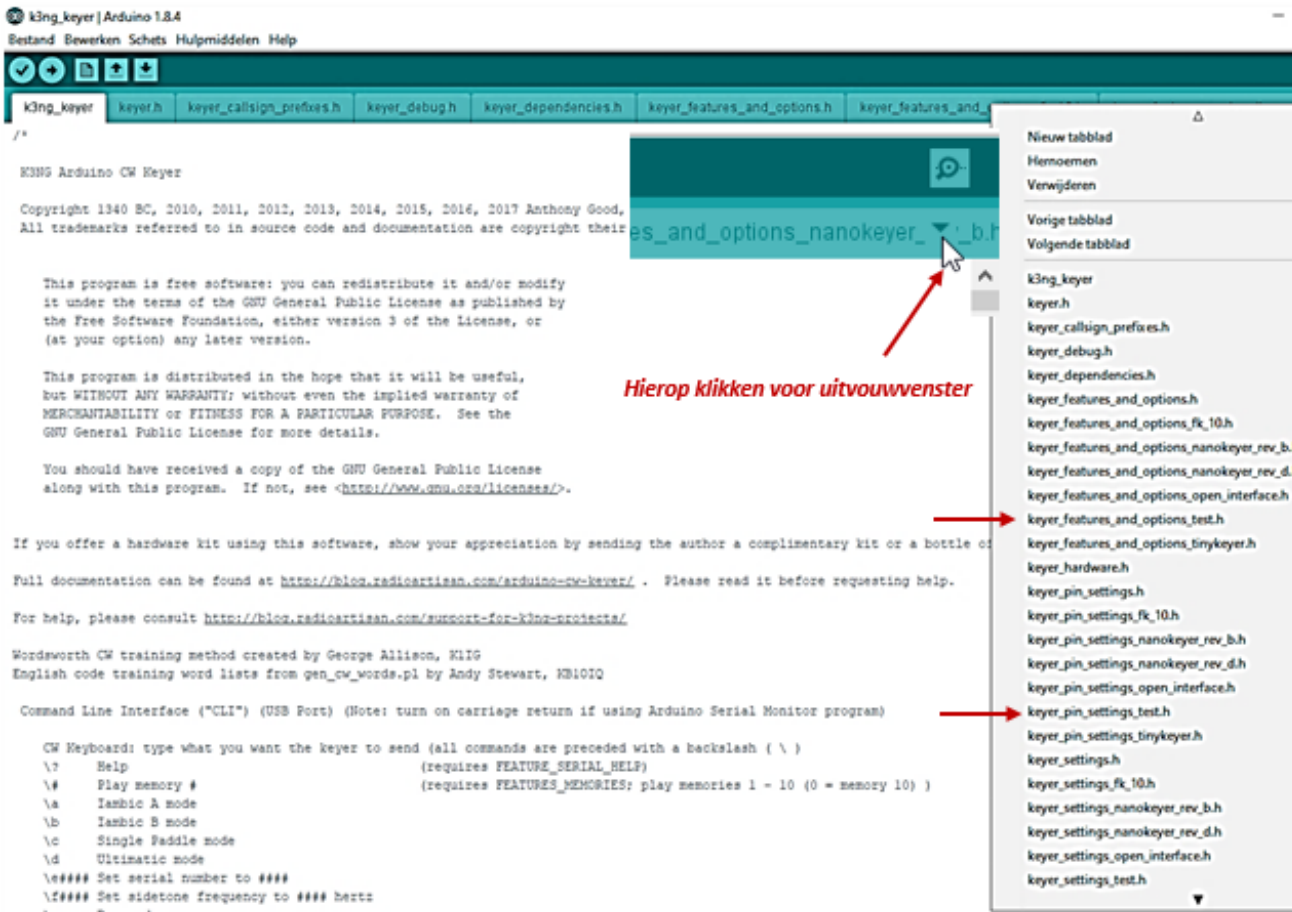 k3ng_keyer | Arduino 1.8.4
Bestand Bewerken Schets Hulpmiddelen Help
k3ng_keyer keyer.h keyer_callsign_prefixes.h keyer_debug.h keyer_dependencies.h keyer_features_and_options.h keyer_features_and_
/*
K3NG Arduino CW Keyer
Copyright 1340 BC, 2010, 2011, 2012, 2013, 2014, 2015, 2016, 2017 Anthony Good,
All trademarks referred to in source code and documentation are copyright their
This program is free software: you can redistribute it and/or modify
it under the terms of the GNU General Public License as published by
the Free Software Foundation, either version 3 of the License, or
(at your option) any later version.
This program is distributed in the hope that it will be useful,
but WITHOUT ANY WARRANTY; without even the implied warranty of
MERCHANTABILITY or FITNESS FOR A PARTICULAR PURPOSE. See the
GNU General Public License for more details.
You should have received a copy of the GNU General Public License
along with this program. If not, see <http://www.gnu.org/licenses/>.
If you offer a hardware kit using this software, show your appreciation by sending the author a complimentary kit or a bottle of
Full documentation can be found at http://blog.radioartisan.com/arduino-cw-keyer/ . Please read it before requesting help.
For help, please consult http://blog.radioartisan.com/support-for-k3ng-projects/
Wordsworth CW training method created by George Allison, K1IG
English code training word lists from gen_cw_words.pl by Andy Stewart, KB1OIQ
Command Line Interface ("CLI") (USB Port) (Note: turn on carriage return if using Arduino Serial Monitor program)
CW Keyboard: type what you want the keyer to send (all commands are preceded with a backslash ( \ )
\? Help (requires FEATURE_SERIAL_HELP)
\# Play memory # (requires FEATURES_MEMORIES; play memories 1 - 10 (0 = memory 10) )
\a Iambic A mode
\b Iambic B mode
\c Single Paddle mode
\d Ultimatic mode
\e#### Set serial number to ####
\f#### Set sidetone frequency to #### hertz
es_and_options_nanokeyer_ _b.h
Hierop klikken voor uitvouwvenster
Nieuw tabblad
Hernoemen
Verwijderen
Vorige tabblad
Volgende tabblad
k3ng_keyer
keyer.h
keyer_callsign_prefixes.h
keyer_debug.h
keyer_dependencies.h
keyer_features_and_options.h
keyer_features_and_options_fk_10.h
keyer_features_and_options_nanokeyer_rev_b.
keyer_features_and_options_nanokeyer_rev_d.
keyer_features_and_options_open_interface.h
keyer_features_and_options_test.h
keyer_features_and_options_tinykeyer.h
keyer_hardware.h
keyer_pin_settings.h
keyer_pin_settings_fk_10.h
keyer_pin_settings_nanokeyer_rev_b.h
keyer_pin_settings_nanokeyer_rev_d.h
keyer_pin_settings_open_interface.h
keyer_pin_settings_test.h
keyer_pin_settings_tinykeyer.h
keyer_settings.h
keyer_settings_fk_10.h
keyer_settings_nanokeyer_rev_b.h
keyer_settings_nanokeyer_rev_d.h
keyer_settings_open_interface.h
keyer_settings_test.h